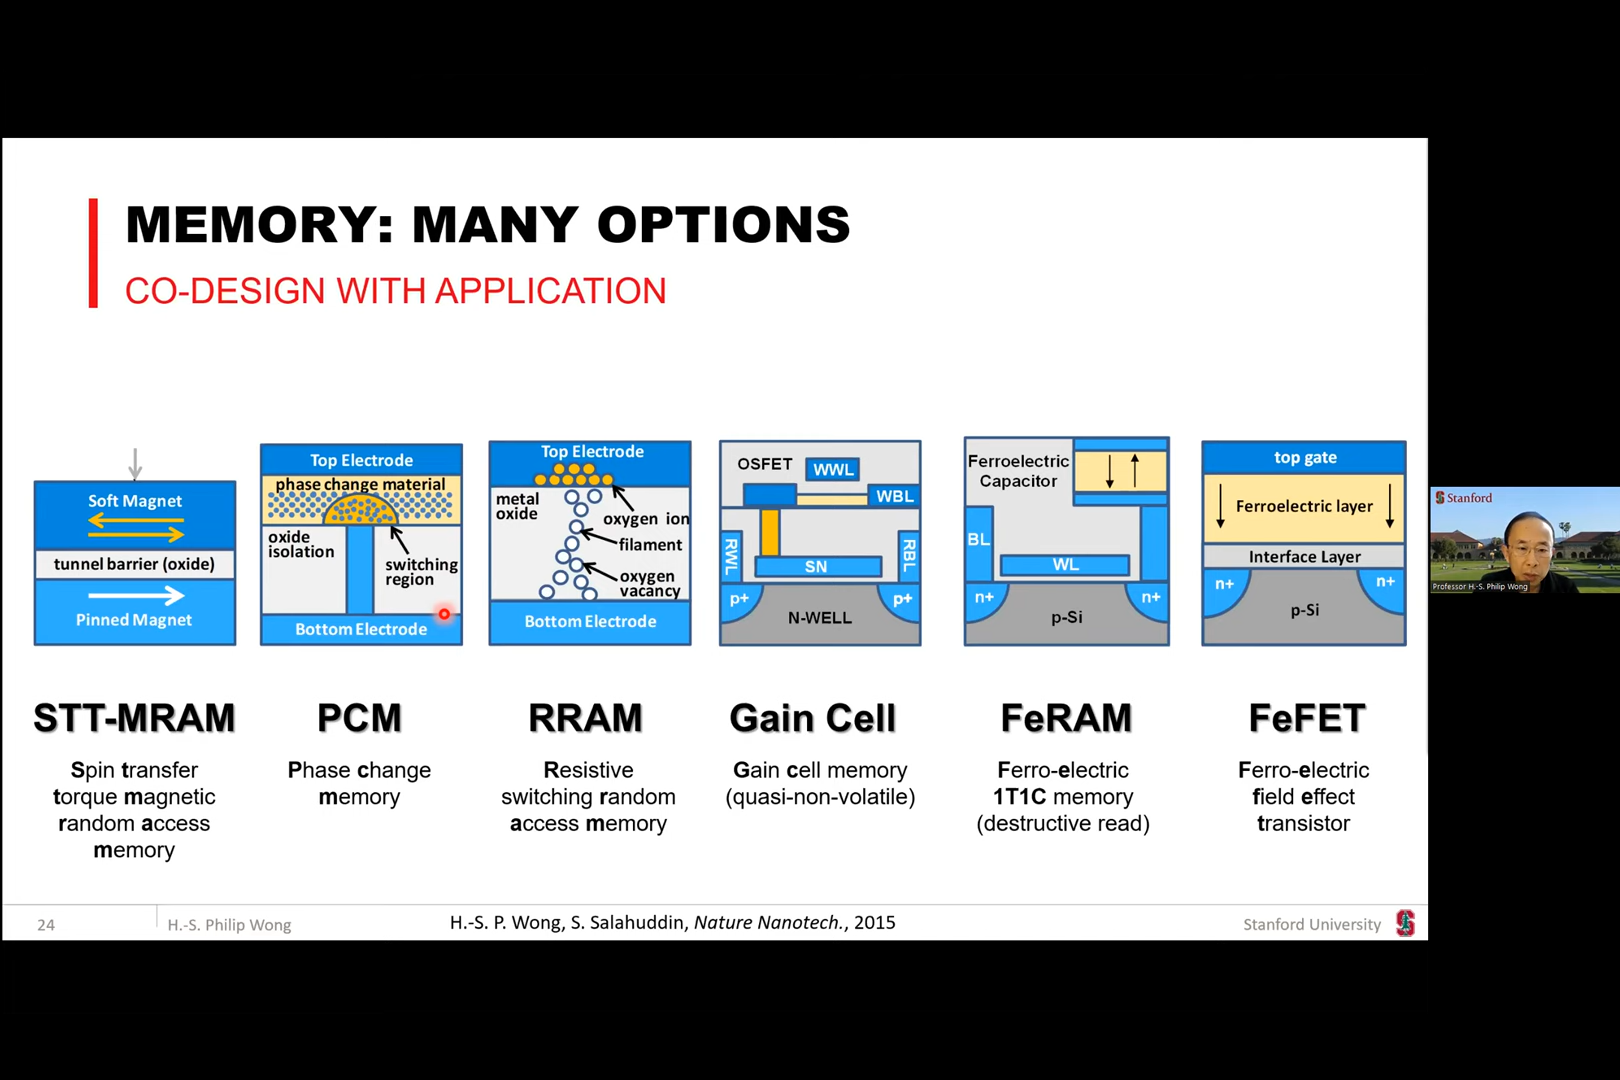 MEMORY: MANY OPTIONS
CO-DESIGN WITH APPLICATION
Soft Magnet
tunnel barrier (oxide)
Pinned Magnet
STT-MRAM
Spin transfer
torque magnetic
random access
memory
Top Electrode
phase change material
oxide
isolation
switching
region
Bottom Electrode
PCM
Phase change
memory
Top Electrode
metal
oxide
oxygen ion
filament
oxygen
vacancy
Bottom Electrode
RRAM
Resistive
switching random
access memory
OSFET
WWL
WBL
RWL
RBL
SN
p+
p+
N-WELL
Gain Cell
Gain cell memory
(quasi-non-volatile)
Ferroelectric
Capacitor
BL
WL
n+
n+
p-Si
FeRAM
Ferro-electric
1T1C memory
(destructive read)
top gate
Ferroelectric layer
Interface Layer
n+
n+
p-Si
FeFET
Ferro-electric
field effect
transistor
24
H.-S. Philip Wong
H.-S. P. Wong, S. Salahuddin, Nature Nanotech., 2015
Stanford University
S
Stanford
Professor H.-S. Philip Wong